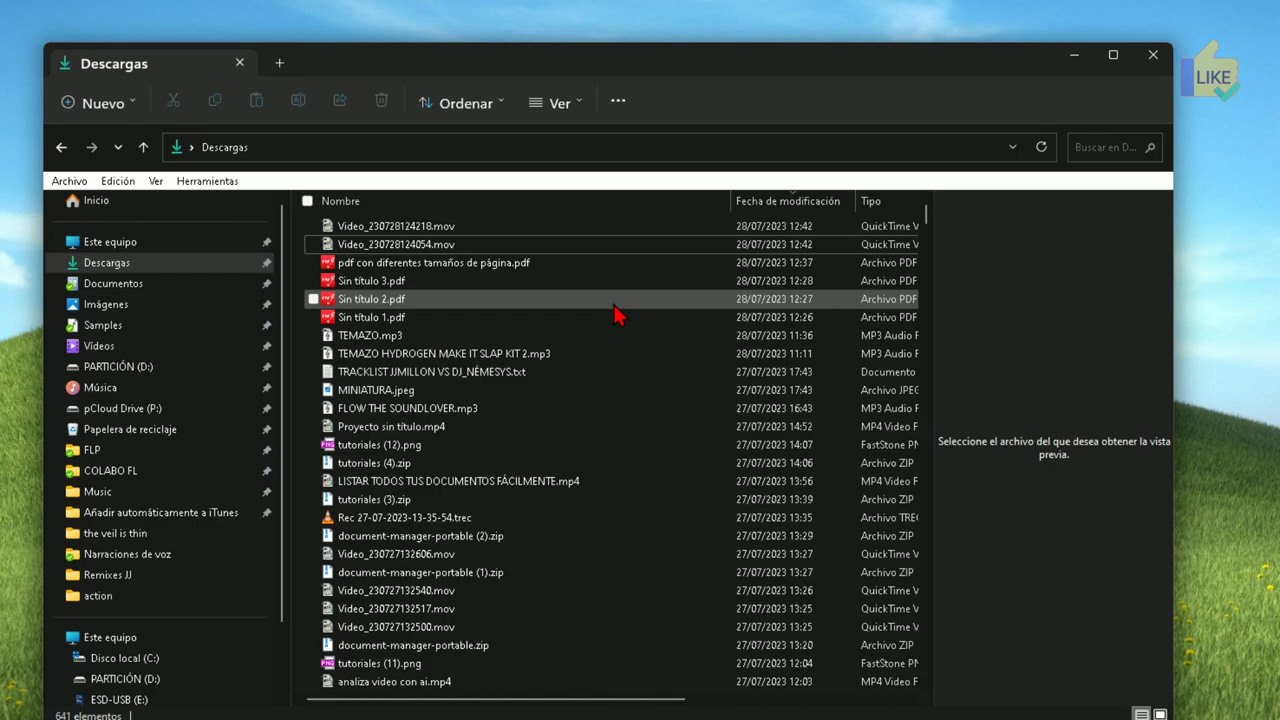 Descargas
LIKE
Nuevo
Ordenar
Ver
Descargas
Buscar en D...
Archivo Edición Ver Herramientas
Nombre Fecha de modificación Tipo
Inicio
Este equipo
Descargas
Documentos
Imágenes
Samples
Vídeos
PARTICIÓN (D:)
Música
pCloud Drive (P:)
Papelera de reciclaje
FLP
COLABO FL
Music
Añadir automáticamente a iTunes
the veil is thin
Narraciones de voz
Remixes JJ
action
Este equipo
Disco local (C:)
PARTICIÓN (D:)
ESD-USB (E:)
Video_230728124218.mov 28/07/2023 12:42 QuickTime V
Video_230728124054.mov 28/07/2023 12:42 QuickTime V
pdf con diferentes tamaños de página.pdf 28/07/2023 12:37 Archivo PDF
Sin título 3.pdf 28/07/2023 12:28 Archivo PDF
Sin título 2.pdf 28/07/2023 12:27 Archivo PDF
Sin título 1.pdf 28/07/2023 12:26 Archivo PDF
TEMAZO.mp3 28/07/2023 11:36 MP3 Audio F
TEMAZO HYDROGEN MAKE IT SLAP KIT 2.mp3 28/07/2023 11:11 MP3 Audio F
TRACKLIST JJMILLON VS DJ_NÉMESYS.txt 27/07/2023 17:43 Documento
MINIATURA.jpeg 27/07/2023 17:43 Archivo JPEG
FLOW THE SOUNDLOVER.mp3 27/07/2023 16:43 MP3 Audio F
Proyecto sin título.mp4 27/07/2023 14:52 MP4 Video F
tutoriales (12).png 27/07/2023 14:07 FastStone PN
tutoriales (4).zip 27/07/2023 14:06 Archivo ZIP
LISTAR TODOS TUS DOCUMENTOS FÁCILMENTE.mp4 27/07/2023 13:56 MP4 Video F
tutoriales (3).zip 27/07/2023 13:39 Archivo ZIP
Rec 27-07-2023-13-35-54.trec 27/07/2023 13:35 Archivo TREC
document-manager-portable (2).zip 27/07/2023 13:29 Archivo ZIP
Video_230727132606.mov 27/07/2023 13:27 QuickTime V
document-manager-portable (1).zip 27/07/2023 13:27 Archivo ZIP
Video_230727132540.mov 27/07/2023 13:26 QuickTime V
Video_230727132517.mov 27/07/2023 13:25 QuickTime V
Video_230727132500.mov 27/07/2023 13:25 QuickTime V
document-manager-portable.zip 27/07/2023 13:20 Archivo ZIP
tutoriales (11).png 27/07/2023 12:04 FastStone PN
analiza video con ai.mp4 27/07/2023 12:03 MP4 Video F
Seleccione el archivo del que desea obtener la vista
previa.
641 elementos